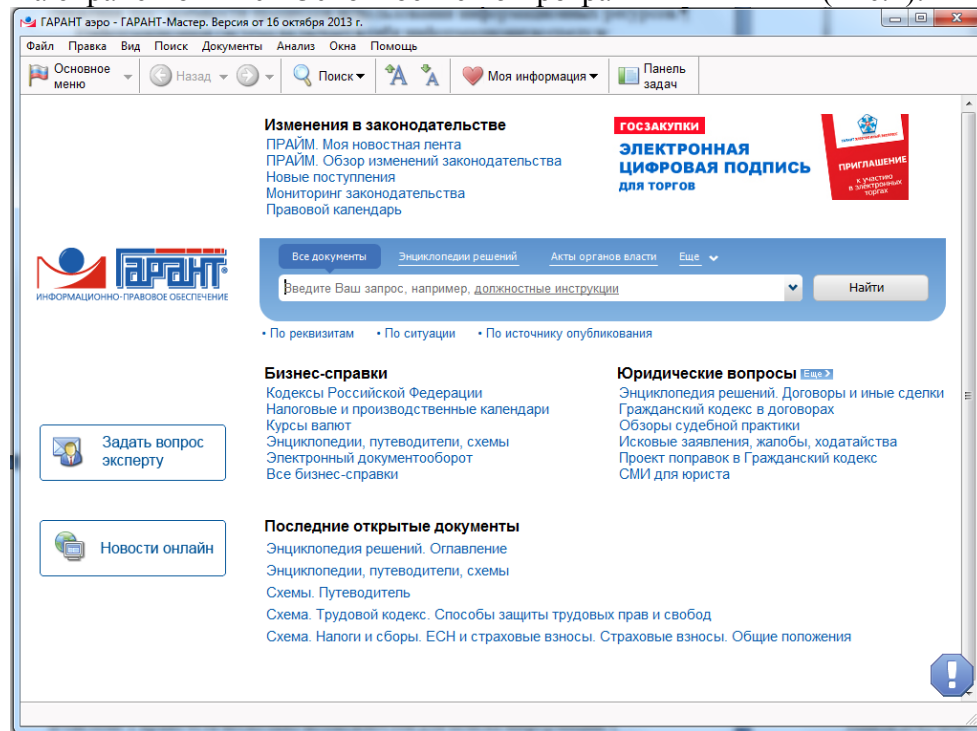 ГАРАНТ аэро - ГАРАНТ-Мастер. Версия от 16 октября 2013 г.
Файл Правка Вид Поиск Документы Анализ Окна Помощь
Основное меню Назад Поиск Моя информация Панель задач
Изменения в законодательстве
ПРАЙМ. Моя новостная лента
ПРАЙМ. Обзор изменений законодательства
Новые поступления
Мониторинг законодательства
Правовой календарь
ГОСЗАКУПКИ
ЭЛЕКТРОННАЯ
ЦИФРОВАЯ ПОДПИСЬ
ДЛЯ ТОРГОВ
ПРИГЛАШЕНИЕ
к участию
в электронных
торгах
Гарант
ИНФОРМАЦИОННО-ПРАВОВОЕ ОБЕСПЕЧЕНИЕ
Все документы Энциклопедии решений Акты органов власти Еще
Введите Ваш запрос, например, должностные инструкции Найти
• По реквизитам • По ситуации • По источнику опубликования
Бизнес-справки
Кодексы Российской Федерации
Налоговые и производственные календари
Курсы валют
Энциклопедии, путеводители, схемы
Электронный документооборот
Все бизнес-справки
Юридические вопросы Еще
Энциклопедия решений. Договоры и иные сделки
Гражданский кодекс в договорах
Обзоры судебной практики
Исковые заявления, жалобы, ходатайства
Проект поправок в Гражданский кодекс
СМИ для юриста
Задать вопрос
эксперту
Новости онлайн
Последние открытые документы
Энциклопедия решений. Оглавление
Энциклопедии, путеводители, схемы
Схемы. Путеводитель
Схема. Трудовой кодекс. Способы защиты трудовых прав и свобод
Схема. Налоги и сборы. ЕСН и страховые взносы. Страховые взносы. Общие положения